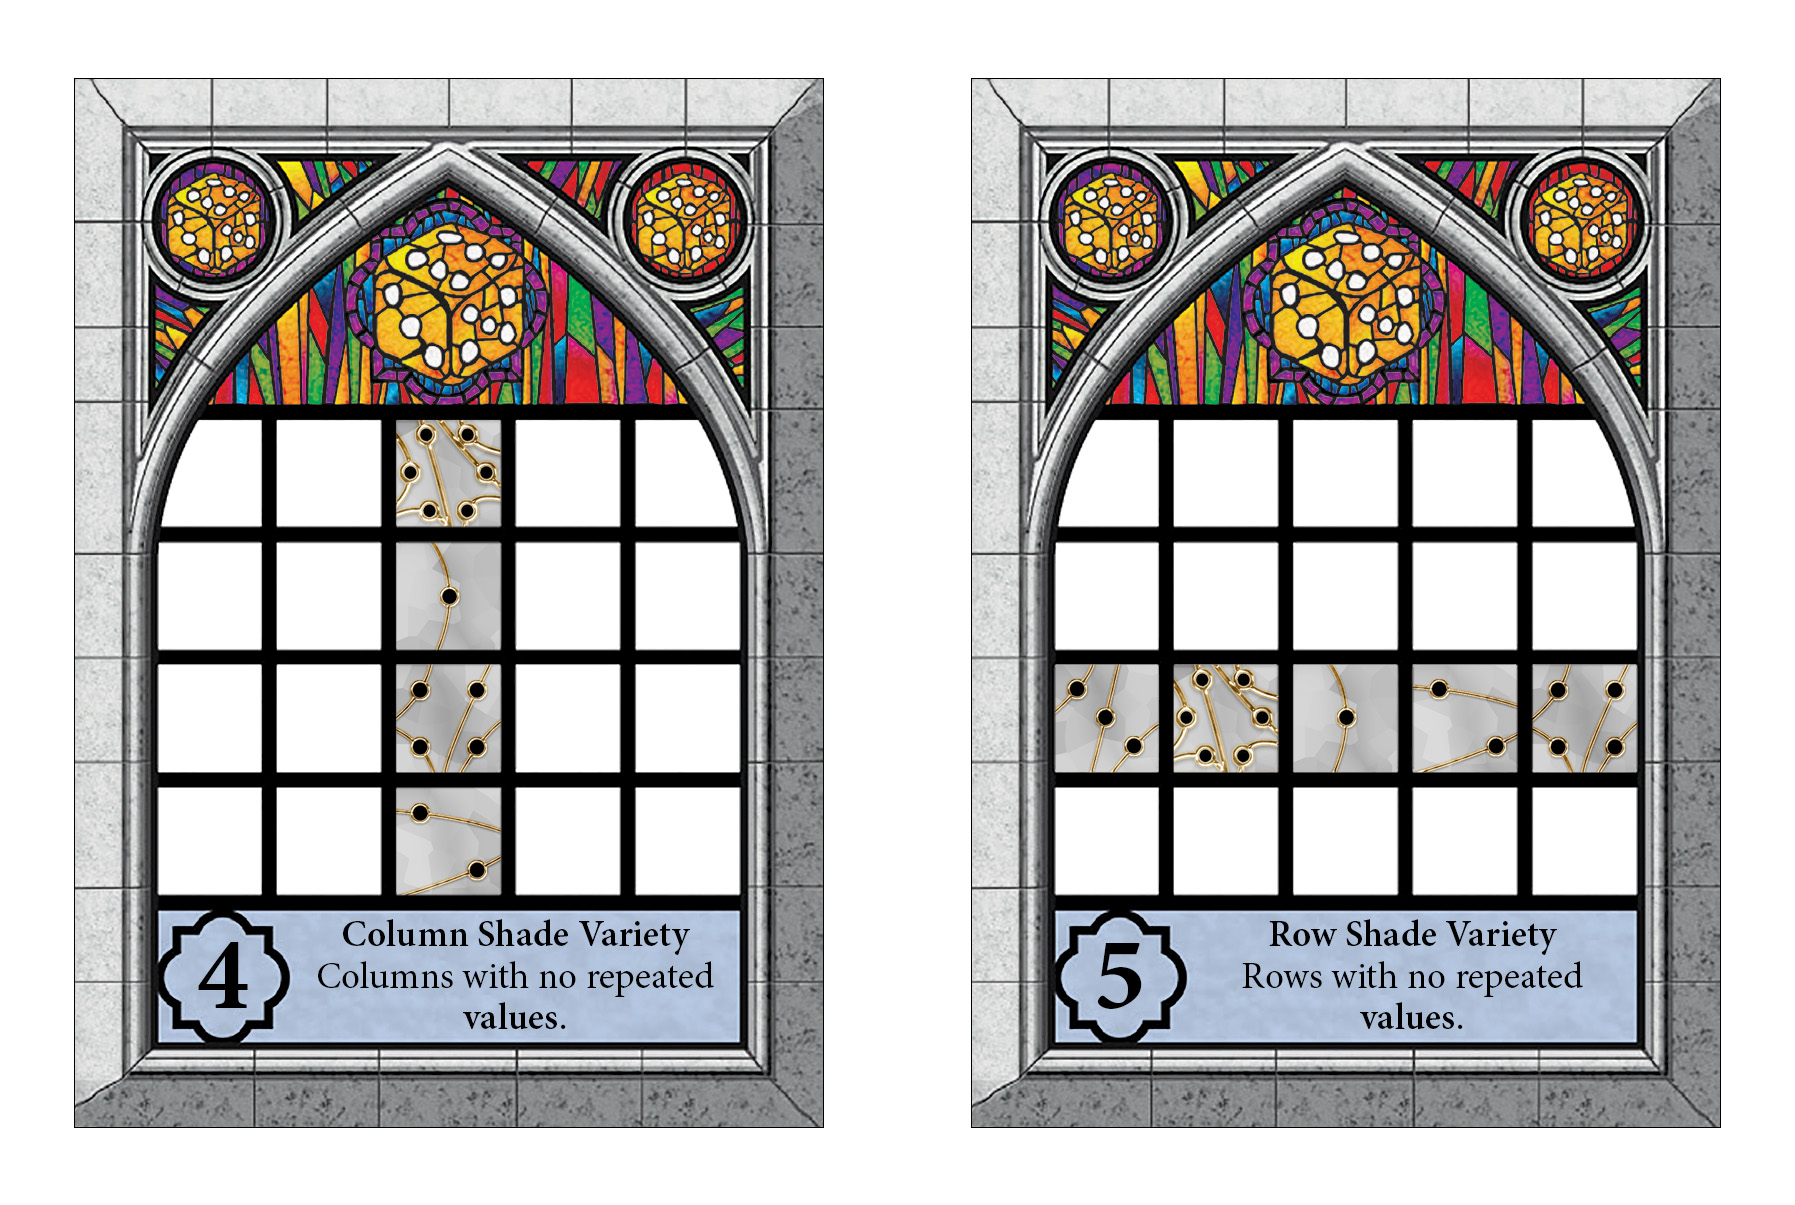 4
Column Shade Variety
Columns with no repeated
values.
5
Row Shade Variety
Rows with no repeated
values.